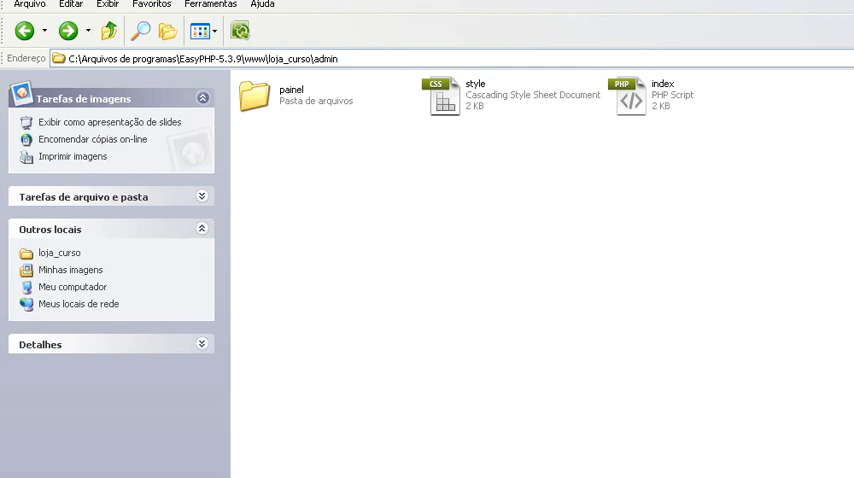 Arquivo Editar Exibir Favoritos Ferramentas Ajuda
Endereço C:\Arquivos de programas\EasyPHP-5.3.9\www\loja_curso\admin
Tarefas de imagens
Exibir como apresentação de slides
Encomendar cópias on-line
Imprimir imagens
Tarefas de arquivo e pasta
Outros locais
loja_curso
Minhas imagens
Meu computador
Meus locais de rede
Detalhes
painel
Pasta de arquivos
CSS
style
Cascading Style Sheet Document
2 KB
PHP
index
PHP Script
2 KB